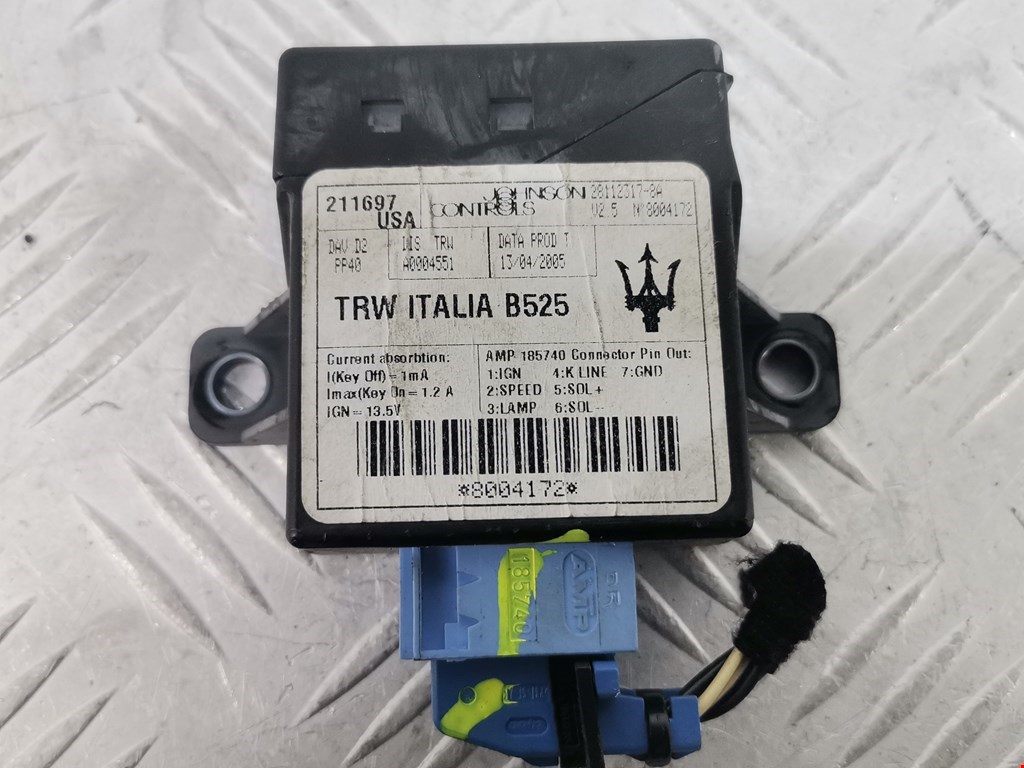 211697 USA JOHNSON CONTROLS 28112317-8A
V2.5 N°8004172
DAV D2 DIS TRW DATA PROD T
PP40 A0004551 13/04/2005
TRW ITALIA B525
Current absorbtion: AMP 185740 Connector Pin Out:
I(Key Off)= 1mA 1:IGN 4:K LINE 7:GND
Imax(Key On= 1.2 A 2:SPEED 5:SOL+
IGN= 13.5V 3:LAMP 6:SOL-
*8004172*
185740 AMP